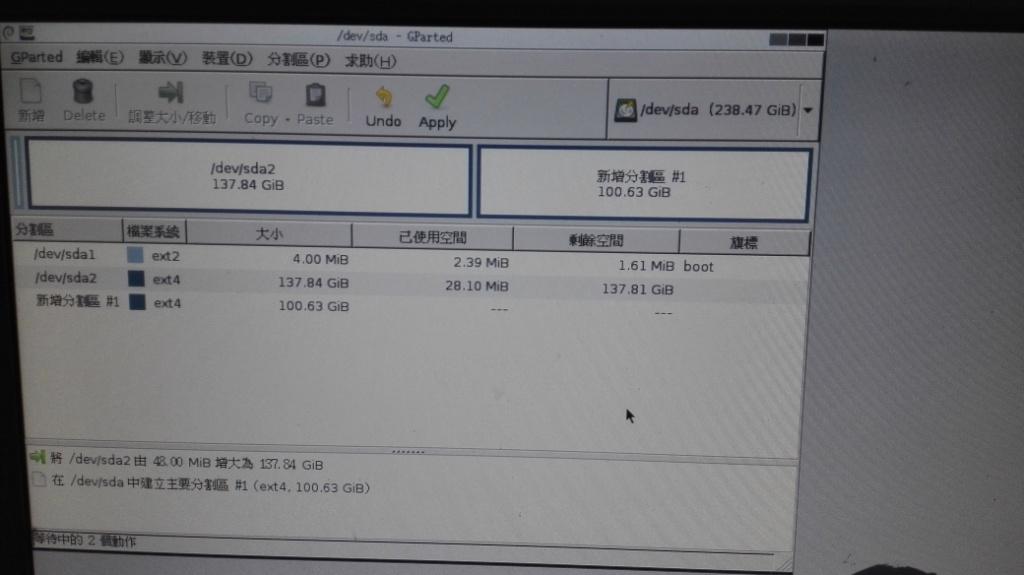 /dev/sda - GParted
GParted 編輯(E) 顯示(V) 裝置(D) 分割區(P) 求助(H)
新增 Delete 調整大小/移動 Copy Paste Undo Apply /dev/sda (238.47 GiB)
/dev/sda2
137.84 GiB
新增分割區 #1
100.63 GiB
分割區 檔案系統 大小 已使用空間 剩餘空間 旗標
/dev/sda1 ext2 4.00 MiB 2.39 MiB 1.61 MiB boot
/dev/sda2 ext4 137.84 GiB 28.10 MiB 137.81 GiB
新增分割區 #1 ext4 100.63 GiB --- ---
將 /dev/sda2 由 48.00 MiB 增大為 137.84 GiB
在 /dev/sda 中建立主要分割區 #1 (ext4, 100.63 GiB)
等待中的 2 個動作